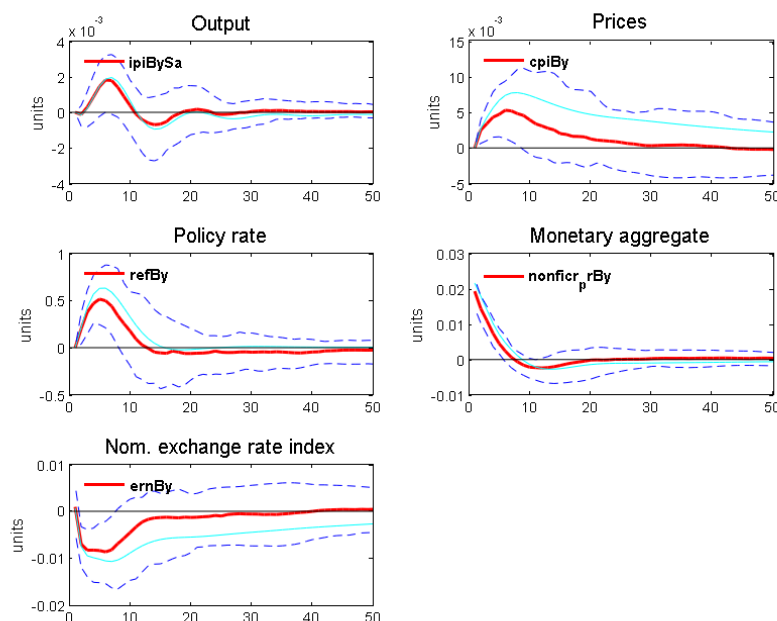 Output
x 10⁻³
4
2
0
-2
-4
units
ipiBySa
0 10 20 30 40 50
Prices
x 10⁻³
15
10
5
0
-5
units
cpiBy
0 10 20 30 40 50
Policy rate
1
0.5
0
-0.5
units
refBy
0 10 20 30 40 50
Monetary aggregate
0.03
0.02
0.01
0
-0.01
units
nonficr_prBy
0 10 20 30 40 50
Nom. exchange rate index
0.01
0
-0.01
-0.02
units
ernBy
0 10 20 30 40 50